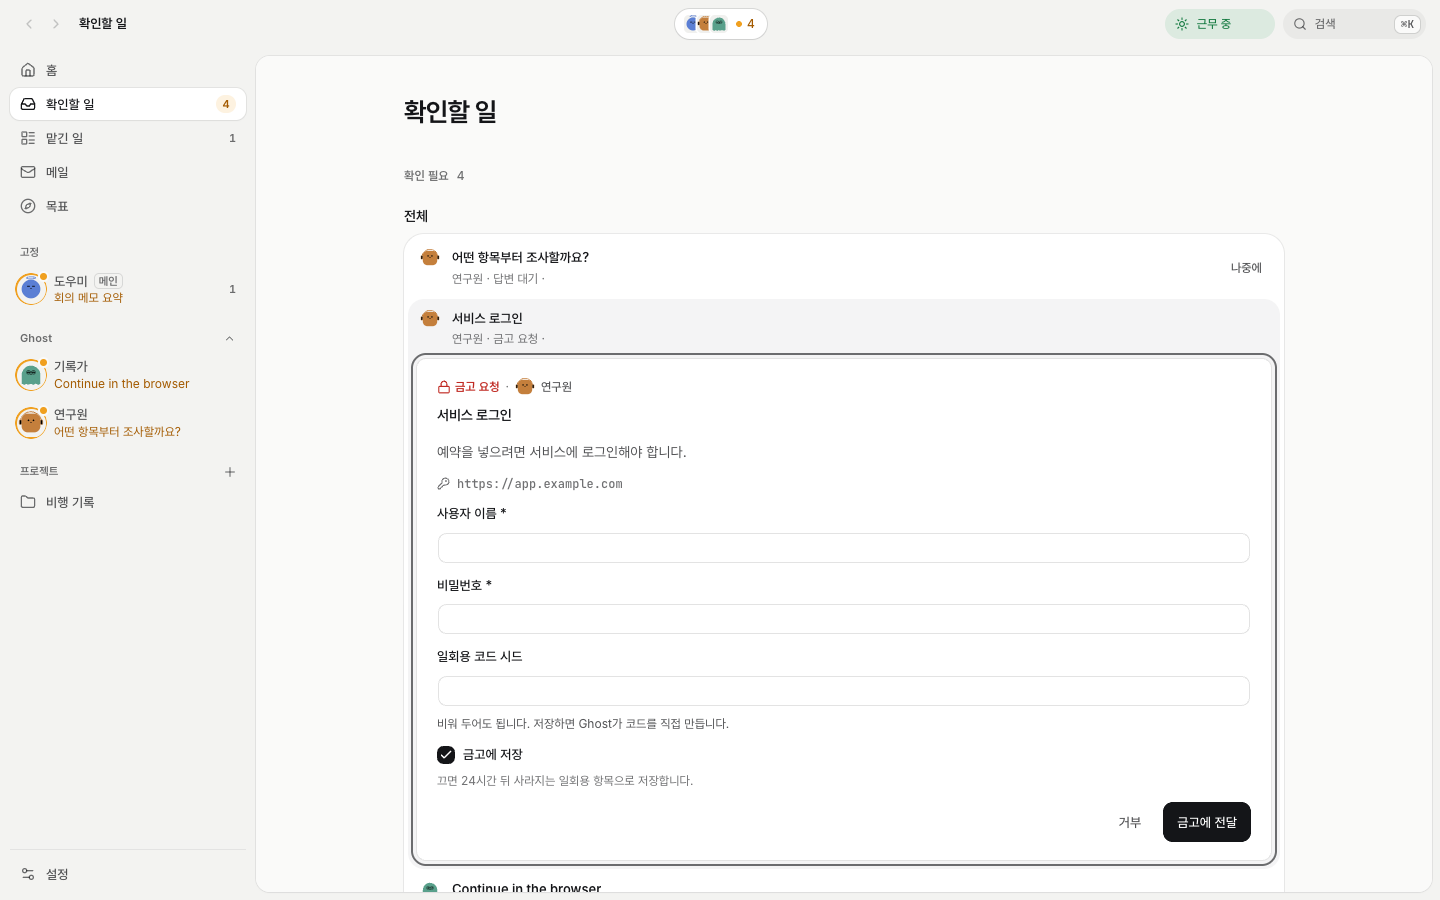 확인할 일
4
근무 중
검색
⌘K
홈
확인할 일
4
맡긴 일
1
메일
목표
고정
도우미 메인
회의 메모 요약
1
Ghost
기록가
Continue in the browser
연구원
어떤 항목부터 조사할까요?
프로젝트
비행 기록
설정
확인할 일
확인 필요 4
전체
어떤 항목부터 조사할까요?
연구원 · 답변 대기 ·
나중에
서비스 로그인
연구원 · 금고 요청 ·
금고 요청 · 연구원
서비스 로그인
예약을 넣으려면 서비스에 로그인해야 합니다.
https://app.example.com
사용자 이름 *
비밀번호 *
일회용 코드 시드
비워 두어도 됩니다. 저장하면 Ghost가 코드를 직접 만듭니다.
금고에 저장
끄면 24시간 뒤 사라지는 일회용 항목으로 저장합니다.
거부
금고에 전달
Continue in the browser